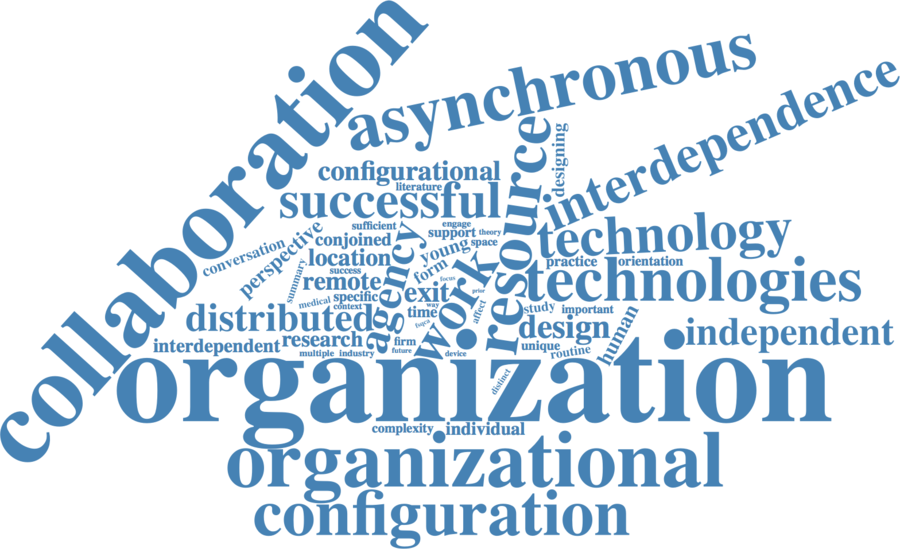 collaboration
asynchronous
interdependence
resource
designing
configurational
literature
successful
sufficient
engage
support
theory
conversation
perspective
conjoined
agency
young
space
technology
location
success
form
practice
orientation
summary
remote
focus
work
technologies
medical
specific
exit
prior
context
way
affect
study
important
distributed
time
human
design
independent
interdependent
research
firm
unique
multiple
industry
future
device
routine
organization
distinct
complexity
individual
organizational
configuration